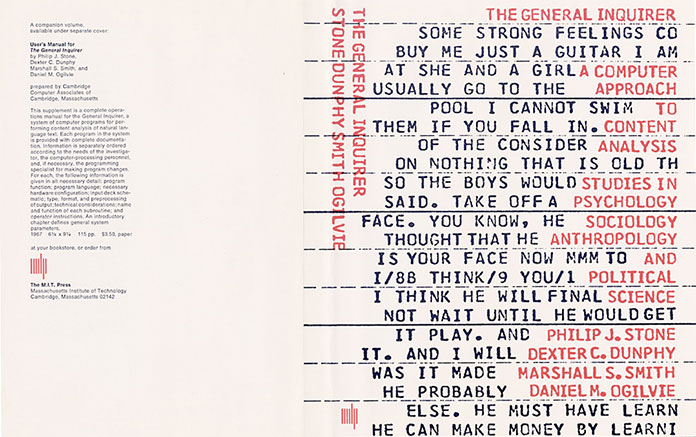 A companion volume,
available under separate cover:
User's Manual for
The General Inquirer
by Philip J. Stone,
Dexter C. Dunphy
Marshall S. Smith, and
Daniel M. Ogilvie
prepared by Cambridge
Computer Associates of
Cambridge, Massachusetts
This supplement is a complete opera-
tions manual for the General Inquirer, a
system of computer programs for per-
forming content analysis of natural lan-
guage text. Each program in the system
is provided with complete documenta-
tion. Information is separately ordered
according to the needs of the investiga-
tor, the computer-processing personnel,
and, if necessary, the programming
specialist for making program changes.
For each, the following information is
given in all necessary detail: program
function; program language; necessary
hardware configuration; input deck sche-
matic; type, format, and preprocessing
of output; technical considerations; name
and function of each subroutine; and
operator instructions. An introductory
chapter defines general system
parameters.
1967 6⅛ x 9¼ 115 pp. $3.50, paper
at your bookstore, or order from
The M.I.T. Press
Massachusetts Institute of Technology
Cambridge, Massachusetts 02142
THE GENERAL INQUIRER
STONE DUNPHY SMITH OGILVIE
THE GENERAL INQUIRER
SOME STRONG FEELINGS CO
BUY ME JUST A GUITAR I AM
AT SHE AND A GIRL A COMPUTER
USUALLY GO TO THE APPROACH
POOL I CANNOT SWIM TO
THEM IF YOU FALL IN. CONTENT
OF THE CONSIDER ANALYSIS
ON NOTHING THAT IS OLD TH
SO THE BOYS WOULD STUDIES IN
SAID. TAKE OFF A PSYCHOLOGY
FACE. YOU KNOW, HE SOCIOLOGY
THOUGHT THAT HE ANTHROPOLOGY
IS YOUR FACE NOW MMM TO AND
I/88 THINK/9 YOU/1 POLITICAL
I THINK HE WILL FINAL SCIENCE
NOT WAIT UNTIL HE WOULD GET
IT PLAY. AND PHILIP J. STONE
IT. AND I WILL DEXTER C. DUNPHY
WAS IT MADE MARSHALL S. SMITH
HE PROBABLY DANIEL M. OGILVIE
ELSE. HE MUST HAVE LEARN
HE CAN MAKE MONEY BY LEARNI